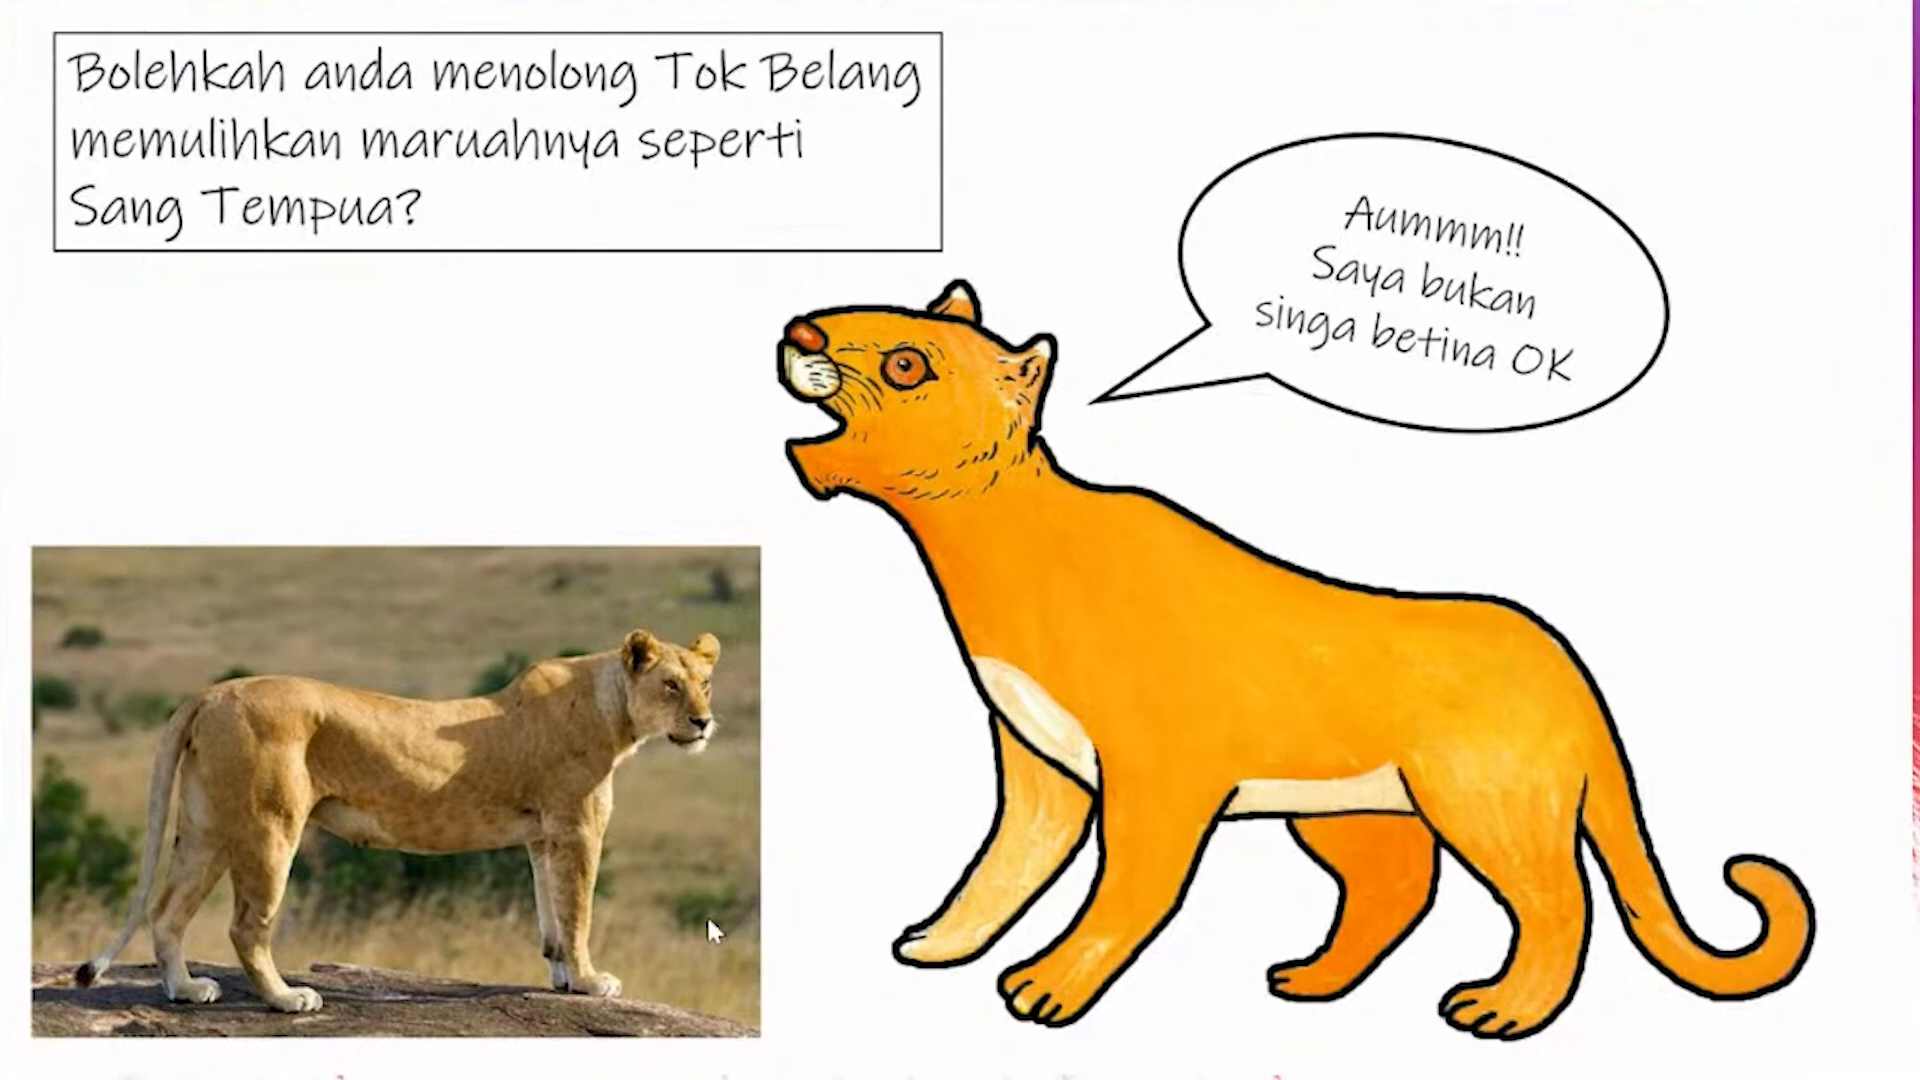 Bolehkah anda menolong Tok Belang
memulihkan maruahnya seperti
Sang Tempua?
Aummm!!
Saya bukan
singa betina OK